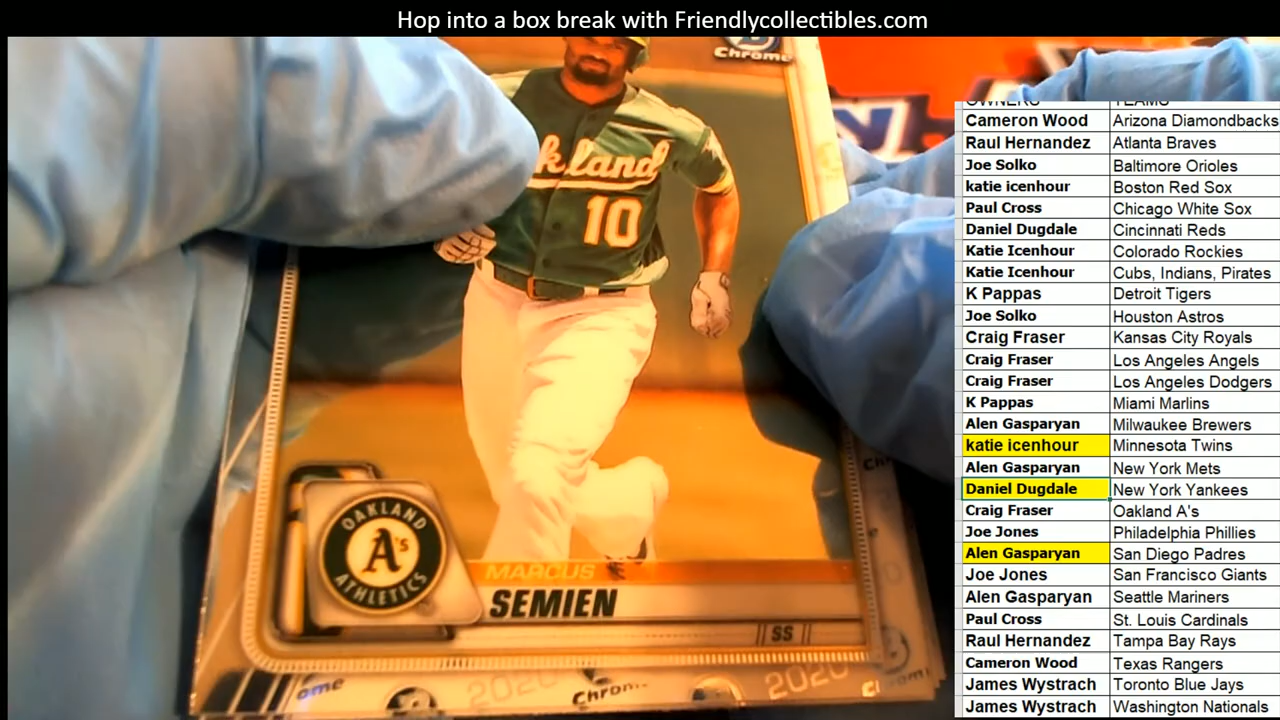 Hop into a box break with Friendlycollectibles.com
Chrome
kland
10
OAKLAND
A's
ATHLETICS
MARCUS
SEMIEN
SS
ome
2020
Chrom
2020
OWNERS TEAMS
Cameron Wood Arizona Diamondbacks
Raul Hernandez Atlanta Braves
Joe Solko Baltimore Orioles
katie icenhour Boston Red Sox
Paul Cross Chicago White Sox
Daniel Dugdale Cincinnati Reds
Katie Icenhour Colorado Rockies
Katie Icenhour Cubs, Indians, Pirates
K Pappas Detroit Tigers
Joe Solko Houston Astros
Craig Fraser Kansas City Royals
Craig Fraser Los Angeles Angels
Craig Fraser Los Angeles Dodgers
K Pappas Miami Marlins
Alen Gasparyan Milwaukee Brewers
katie icenhour Minnesota Twins
Alen Gasparyan New York Mets
Daniel Dugdale New York Yankees
Craig Fraser Oakland A's
Joe Jones Philadelphia Phillies
Alen Gasparyan San Diego Padres
Joe Jones San Francisco Giants
Alen Gasparyan Seattle Mariners
Paul Cross St. Louis Cardinals
Raul Hernandez Tampa Bay Rays
Cameron Wood Texas Rangers
James Wystrach Toronto Blue Jays
James Wystrach Washington Nationals